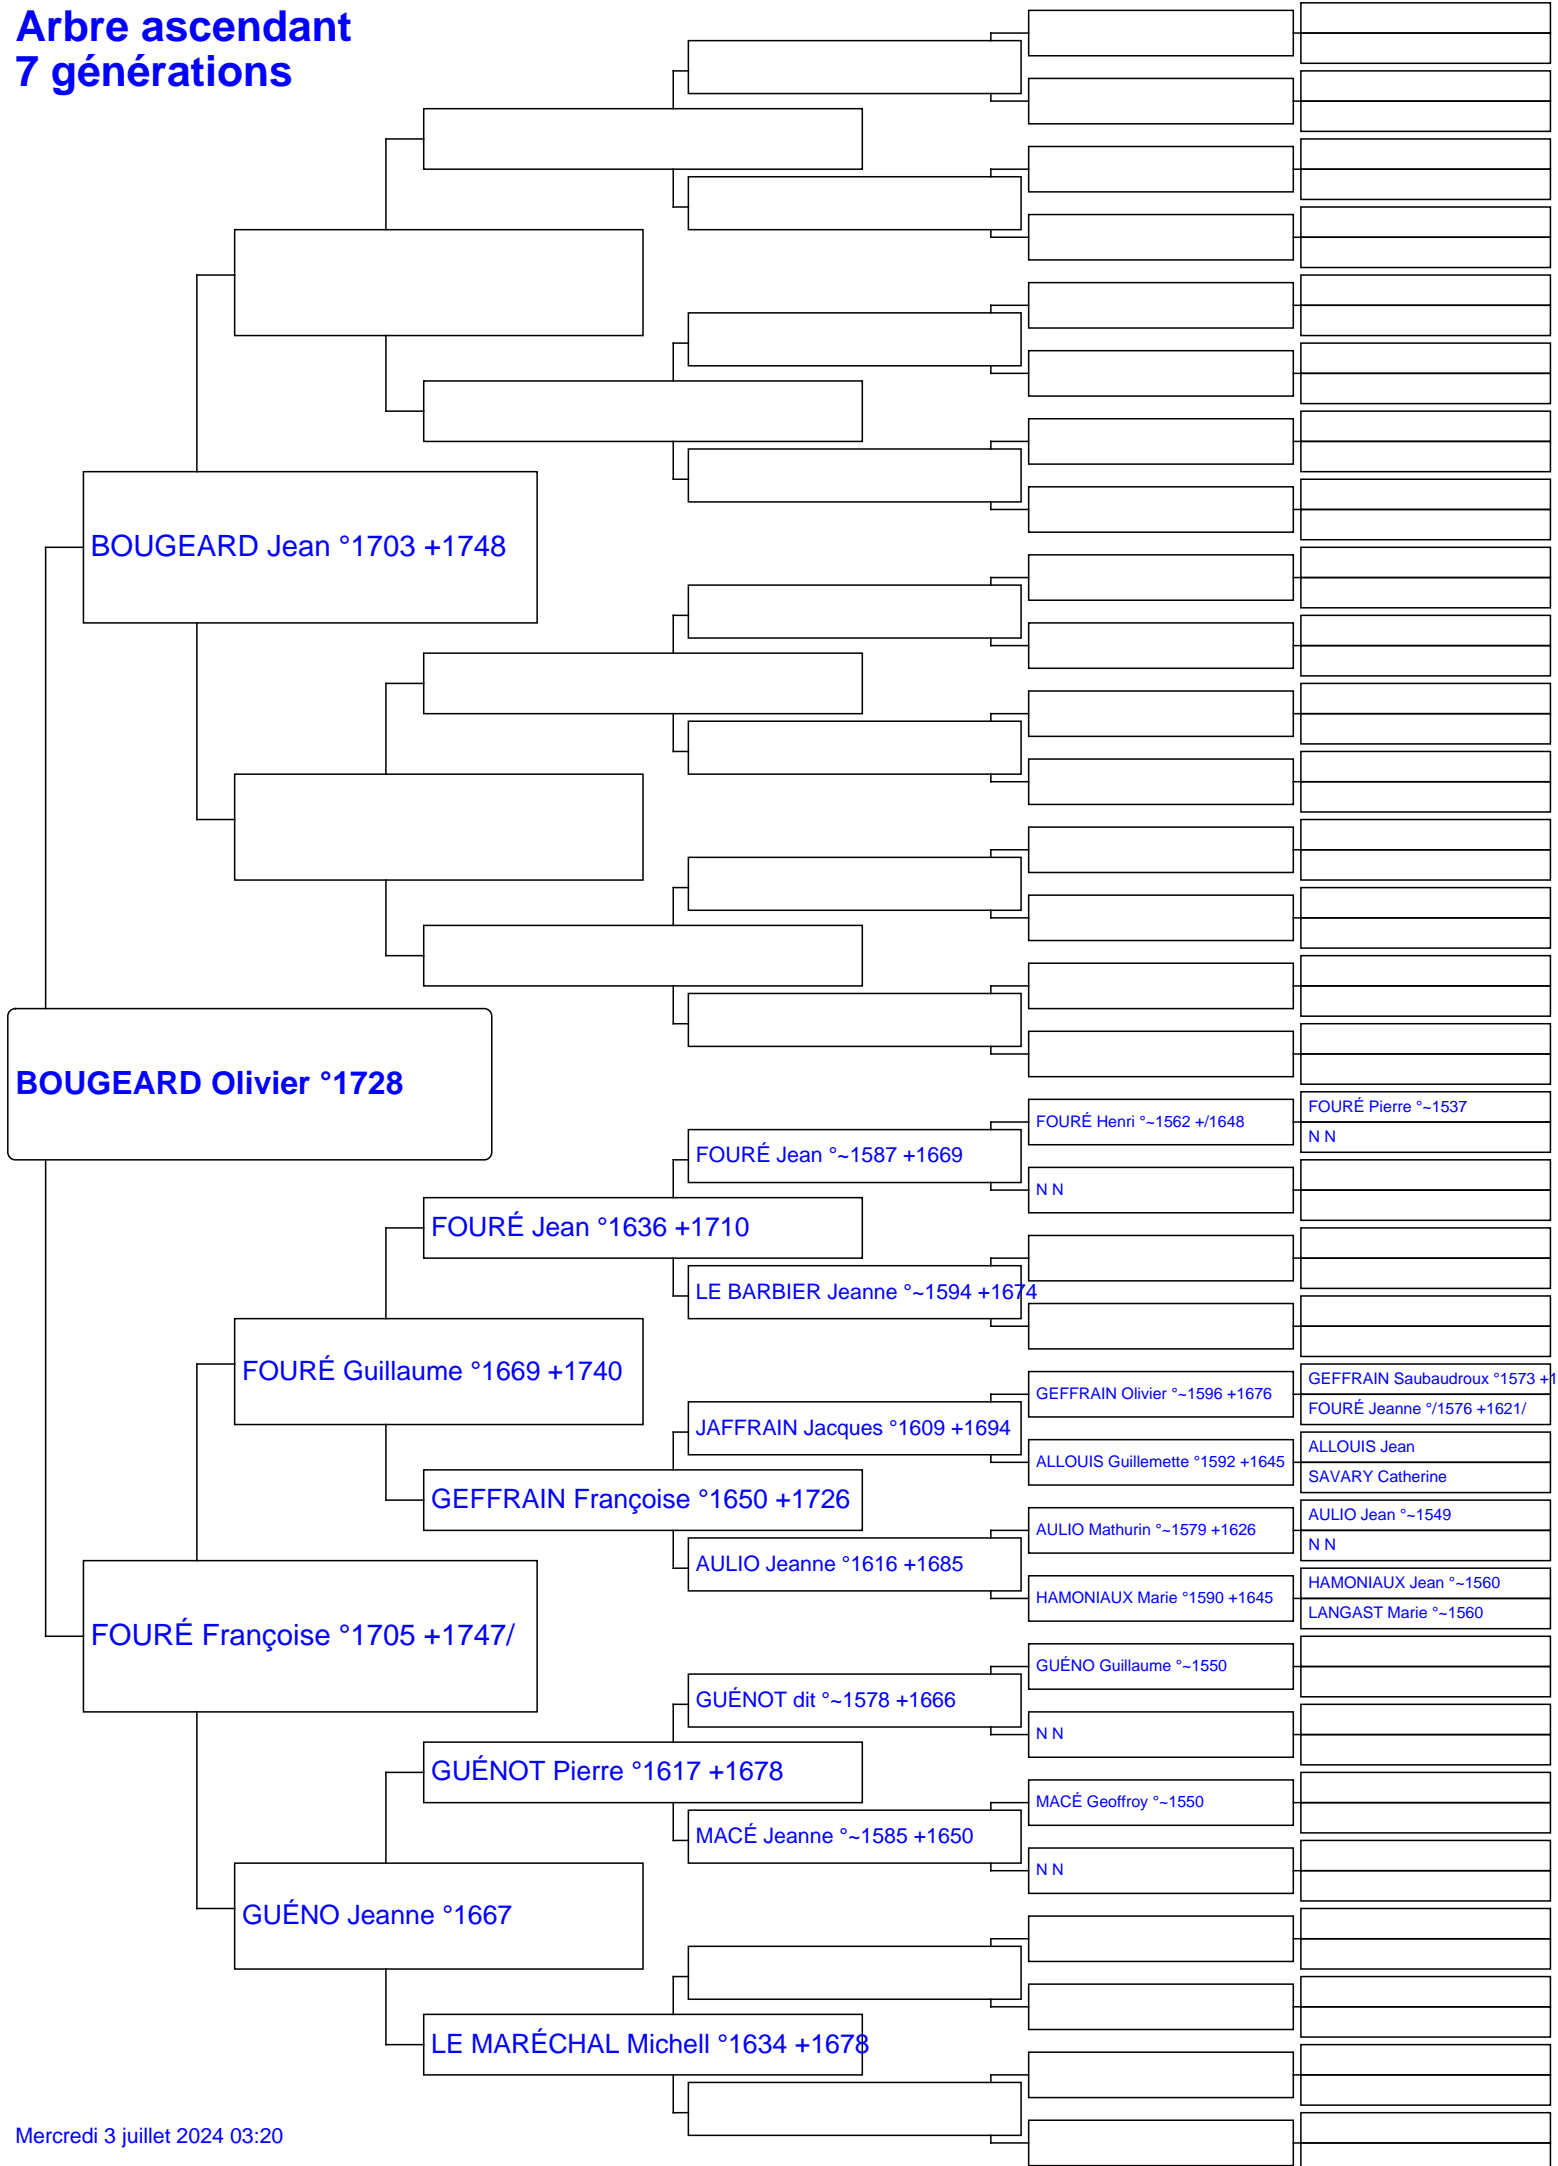 Arbre ascendant
7 générations
BOUGEARD Jean °1703 +1748
BOUGEARD Olivier °1728
FOURÉ Pierre °~1537
FOURÉ Henri °~1562 +/1648
N N
FOURÉ Jean °~1587 +1669
N N
FOURÉ Jean °1636 +1710
LE BARBIER Jeanne °~1594 +1674
FOURÉ Guillaume °1669 +1740
GEFFRAIN Saubaudroux °1573 +1
GEFFRAIN Olivier °~1596 +1676
FOURÉ Jeanne °/1576 +1621/
JAFFRAIN Jacques °1609 +1694
ALLOUIS Jean
ALLOUIS Guillemette °1592 +1645
SAVARY Catherine
GEFFRAIN Françoise °1650 +1726
AULIO Jean °~1549
AULIO Mathurin °~1579 +1626
N N
AULIO Jeanne °1616 +1685
HAMONIAUX Jean °~1560
HAMONIAUX Marie °1590 +1645
LANGAST Marie °~1560
FOURÉ Françoise °1705 +1747/
GUÉNO Guillaume °~1550
GUÉNOT dit °~1578 +1666
N N
GUÉNOT Pierre °1617 +1678
MACÉ Geoffroy °~1550
MACÉ Jeanne °~1585 +1650
N N
GUÉNO Jeanne °1667
LE MARÉCHAL Michell °1634 +1678
Mercredi 3 juillet 2024 03:20